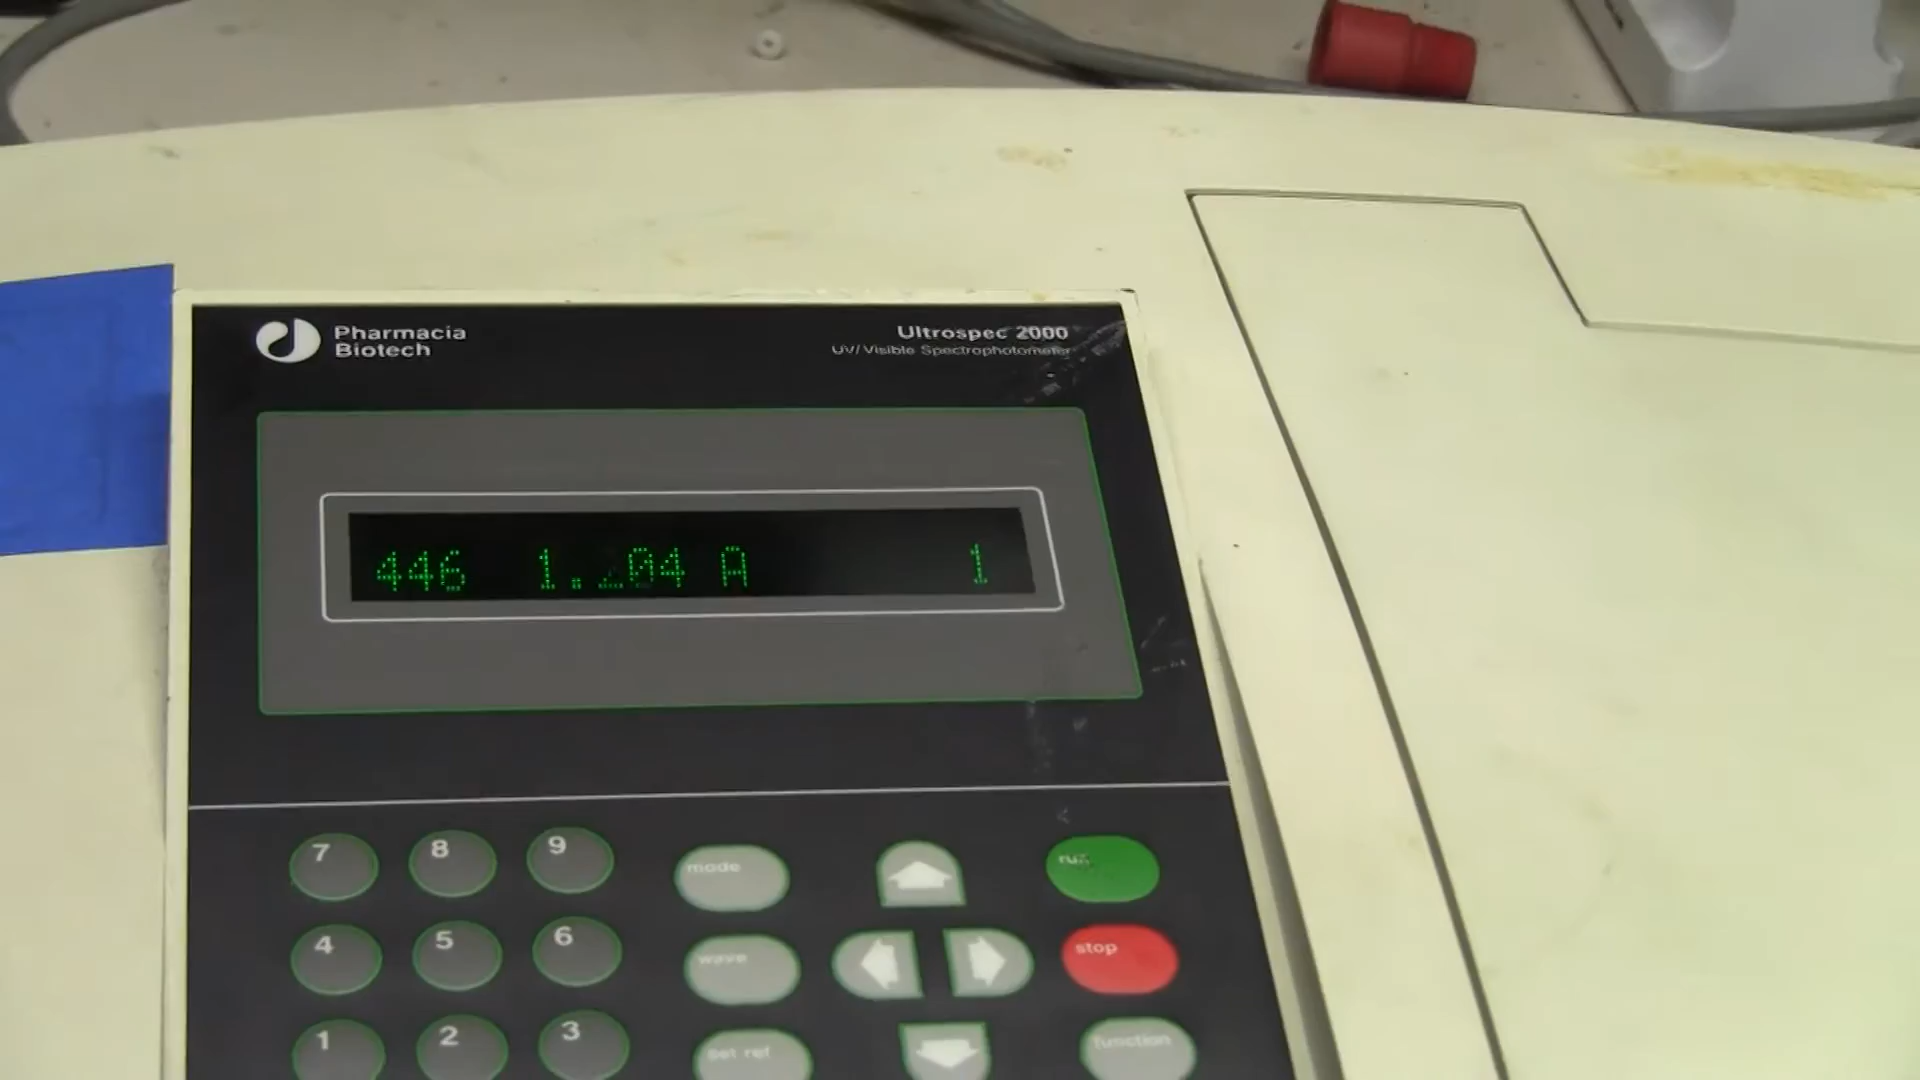 Pharmacia
Biotech
Ultrospec 2000
UV/Visible Spectrophotometer
446 1.204 A 1
7 8 9 mode run
4 5 6 wave stop
1 2 3 set ref function